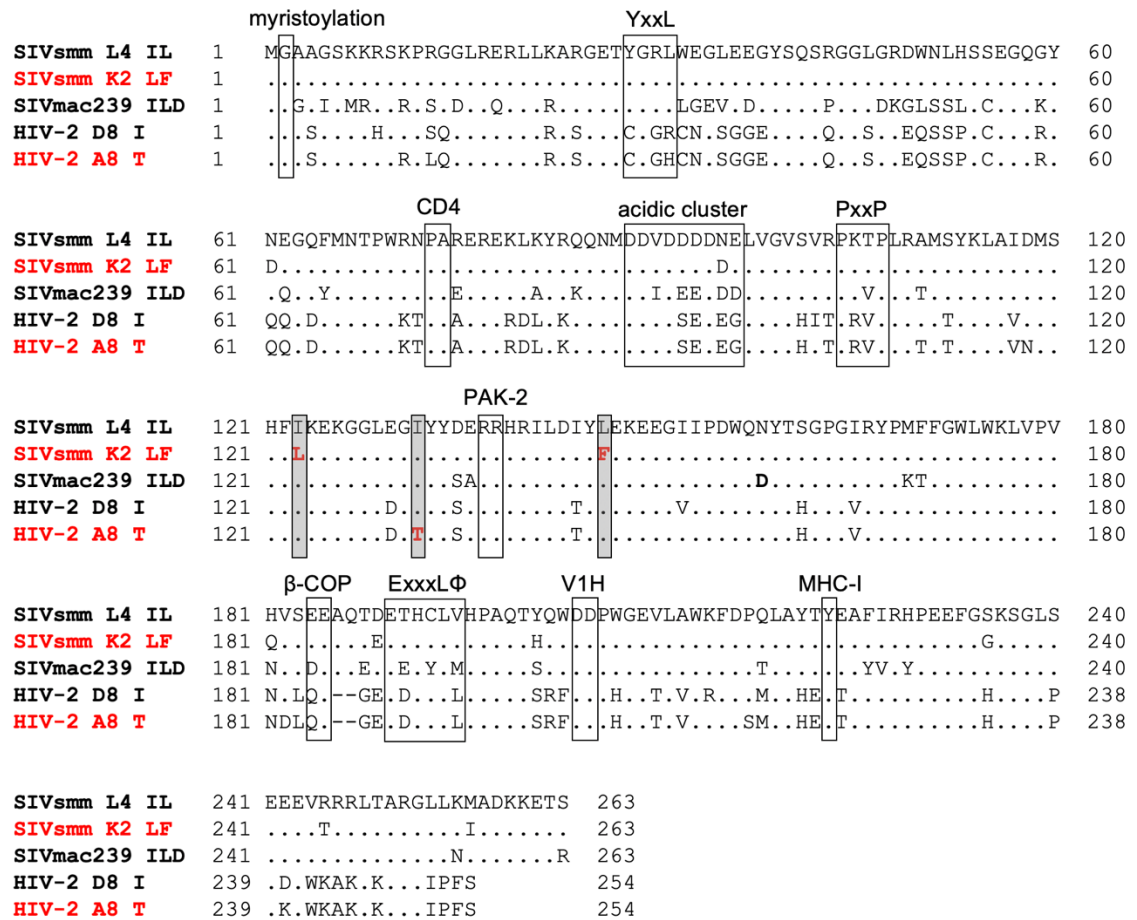 myristoylation YxxL
SIVsmm L4 IL 1 MGAAGSKKRSKPRGGLRERLLKARGETYGRLWEGLEEGYSQSRGGLGRDWNLHSSEGQGY 60
SIVsmm K2 LF 1 ............................................................ 60
SIVmac239 ILD 1 ..G.I.MR..R.S.D..Q...R.........LGEV.D.....P...DKGLSSL.C...K. 60
HIV-2 D8 I 1 ...S....H...SQ.......R.S...C.GRCN.SGGE....Q..S..EQSSP.C...R. 60
HIV-2 A8 T 1 ...S......R.LQ.......R.S...C.GHCN.SGGE....Q..S..EQSSP.C...R. 60
CD4 acidic cluster PxxP
SIVsmm L4 IL 61 NEGQFMNTPWRNPAREREKLKYRQQNMDDVDDDDNELVGVSVRPKTPLRAMSYKLAIDMS 120
SIVsmm K2 LF 61 D.................................D......................... 120
SIVmac239 ILD 61 .Q..Y.........E.....A..K.....I.EE.DD.........V...T.......... 120
HIV-2 D8 I 61 QQ.D......KT..A...RDL.K........SE.EG....HIT.RV.....T....V... 120
HIV-2 A8 T 61 QQ.D......KT..A...RDL.K........SE.EG....H.T.RV...T.T....VN.. 120
PAK-2
SIVsmm L4 IL 121 HFIKEKGGLEGIYYDERRHRILDIYLEKEEGIIPDWQNYTSGPGIRYPMFFGWLWKLVPV 180
SIVsmm K2 LF 121 ..L......................F.................................. 180
SIVmac239 ILD 121 ..............SA.....................D..........KT.......... 180
HIV-2 D8 I 121 .........D....S........T.......V........S...V............... 180
HIV-2 A8 T 121 .........D.T..S........T................S...V............... 180
β-COP ExxxLΦ V1H MHC-I
SIVsmm L4 IL 181 HVSEEAQTDETHCLVHPAQTYQWDDPWGEVLAWKFDPQLAYTYEAFIRHPEEFGSKSGLS 240
SIVsmm K2 LF 181 Q.......E...........H.................................G..... 240
SIVmac239 ILD 181 N..D...E..E.Y.M.....S................T.......YV.Y........... 240
HIV-2 D8 I 181 N.LQ.--GE.D...L.....SRF...H..T.V.R...M..HE.T..........H....P 238
HIV-2 A8 T 181 NDLQ.--GE.D...L.....SRF...H..T.V....SM..HE.T..........H....P 238
SIVsmm L4 IL 241 EEEVRRRLTARGLLKMADKKETS 263
SIVsmm K2 LF 241 ....T..........I....... 263
SIVmac239 ILD 241 ..............N.......R 263
HIV-2 D8 I 239 .D.WKAK.K...IPFS 254
HIV-2 A8 T 239 .K.WKAK.K...IPFS 254